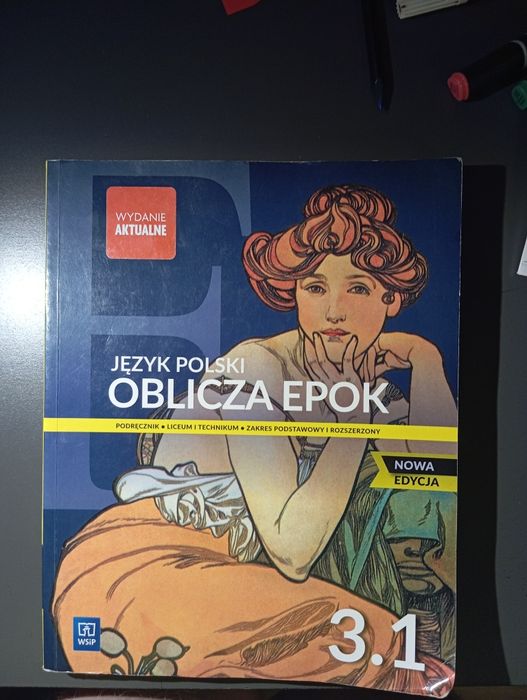 WYDANIE
AKTUALNE
JĘZYK POLSKI
OBLICZA EPOK
PODRĘCZNIK • LICEUM I TECHNIKUM • ZAKRES PODSTAWOWY I ROZSZERZONY
NOWA
EDYCJA
WSiP
3.1